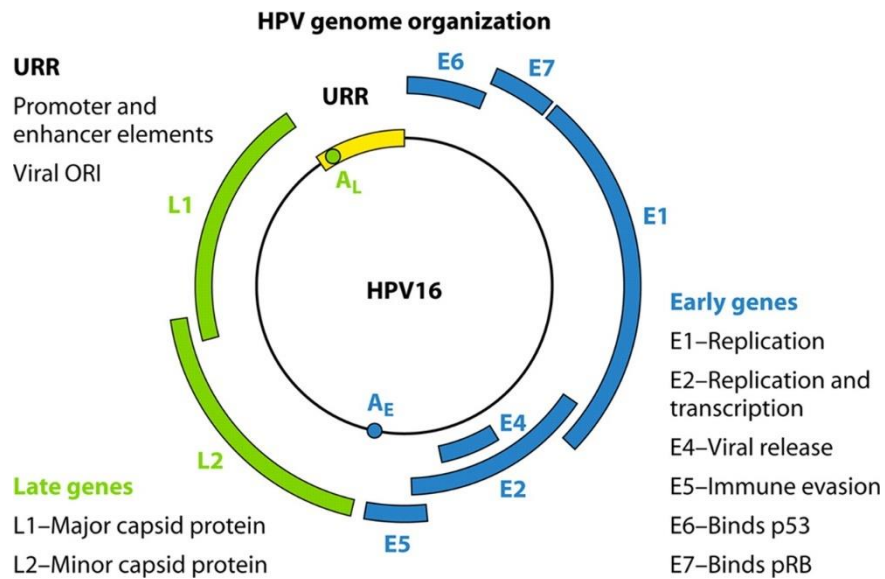 HPV genome organization
URR
Promoter and
enhancer elements
Viral ORI
URR
E6
E7
A_L
L1
E1
HPV16
A_E
E4
L2
E2
E5
Early genes
E1–Replication
E2–Replication and
transcription
E4–Viral release
E5–Immune evasion
E6–Binds p53
E7–Binds pRB
Late genes
L1–Major capsid protein
L2–Minor capsid protein